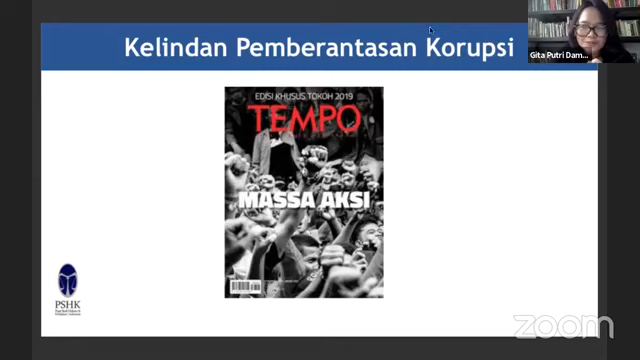 Kelindan Pemberantasan Korupsi
Gita Putri Dam...
EDISI KHUSUS TOKOH 2019
TEMPO
MASSA AKSI
PSHK
zoom